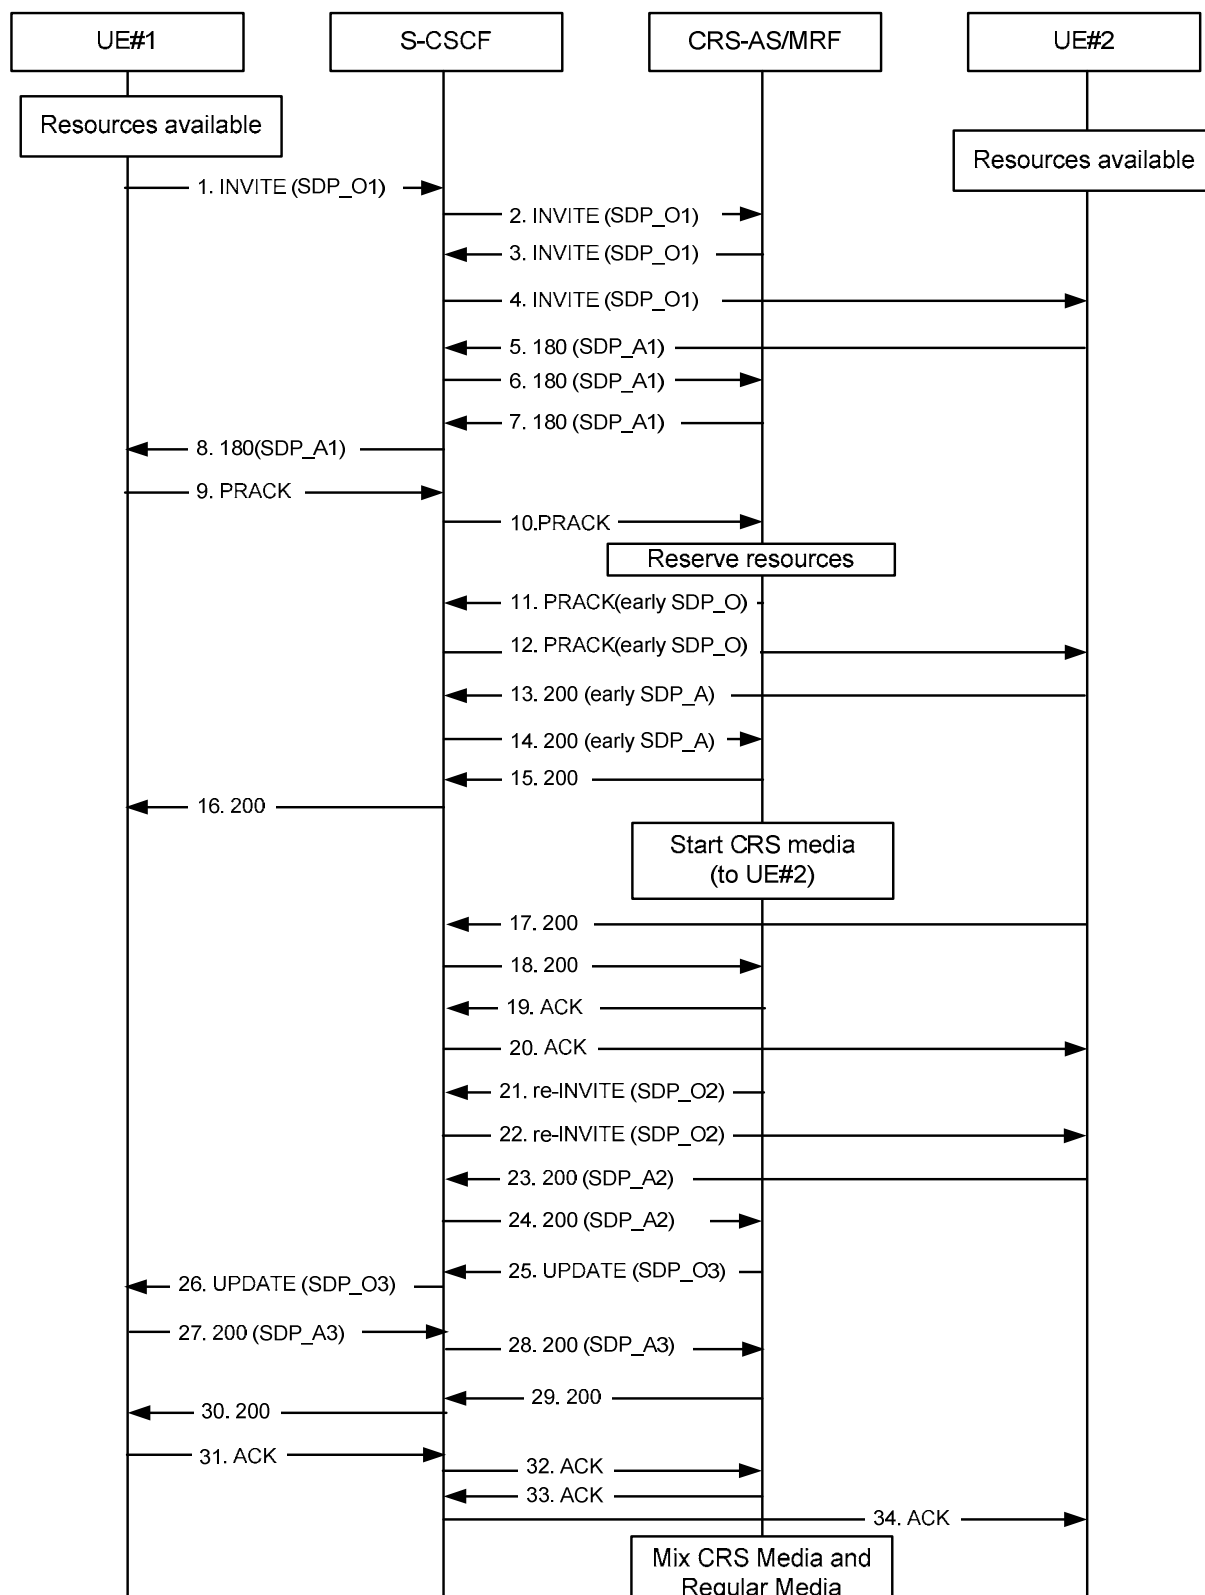 UE#1
S-CSCF
CRS-AS/MRF
UE#2
Resources available
Resources available
1. INVITE (SDP_O1)
2. INVITE (SDP_O1)
3. INVITE (SDP_O1)
4. INVITE (SDP_O1)
5. 180 (SDP_A1)
6. 180 (SDP_A1)
7. 180 (SDP_A1)
8. 180(SDP_A1)
9. PRACK
10.PRACK
Reserve resources
11. PRACK(early SDP_O)
12. PRACK(early SDP_O)
13. 200 (early SDP_A)
14. 200 (early SDP_A)
15. 200
16. 200
Start CRS media
(to UE#2)
17. 200
18. 200
19. ACK
20. ACK
21. re-INVITE (SDP_O2)
22. re-INVITE (SDP_O2)
23. 200 (SDP_A2)
24. 200 (SDP_A2)
25. UPDATE (SDP_O3)
26. UPDATE (SDP_O3)
27. 200 (SDP_A3)
28. 200 (SDP_A3)
29. 200
30. 200
31. ACK
32. ACK
33. ACK
34. ACK
Mix CRS Media and
Regular Media